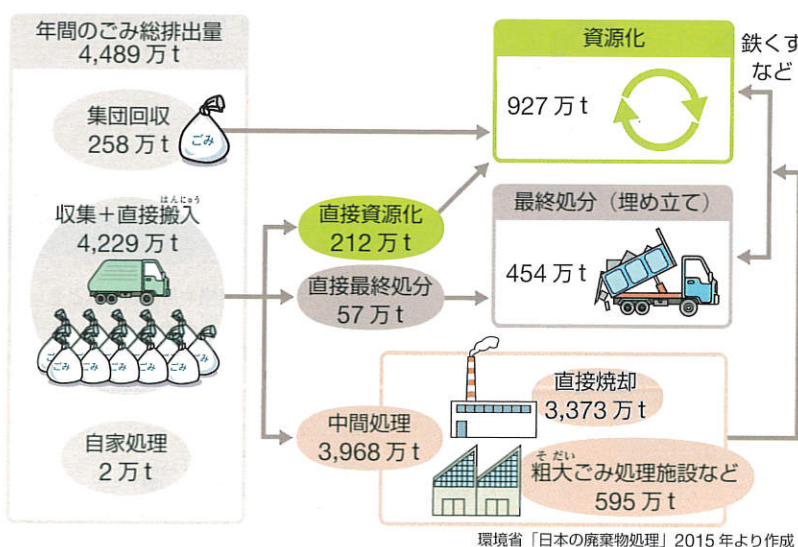 年間のごみ総排出量
4,489万t
集団回収
258万t
ごみ
収集+直接搬入
はんにゅう
4,229万t
ごみ
ごみ
ごみ
ごみ
ごみ
ごみ
自家処理
2万t
直接資源化
212万t
直接最終処分
57万t
中間処理
3,968万t
資源化
927万t
鉄くず
など
最終処分(埋め立て)
454万t
直接焼却
3,373万t
そだい
粗大ごみ処理施設など
595万t
環境省「日本の廃棄物処理」2015年より作成